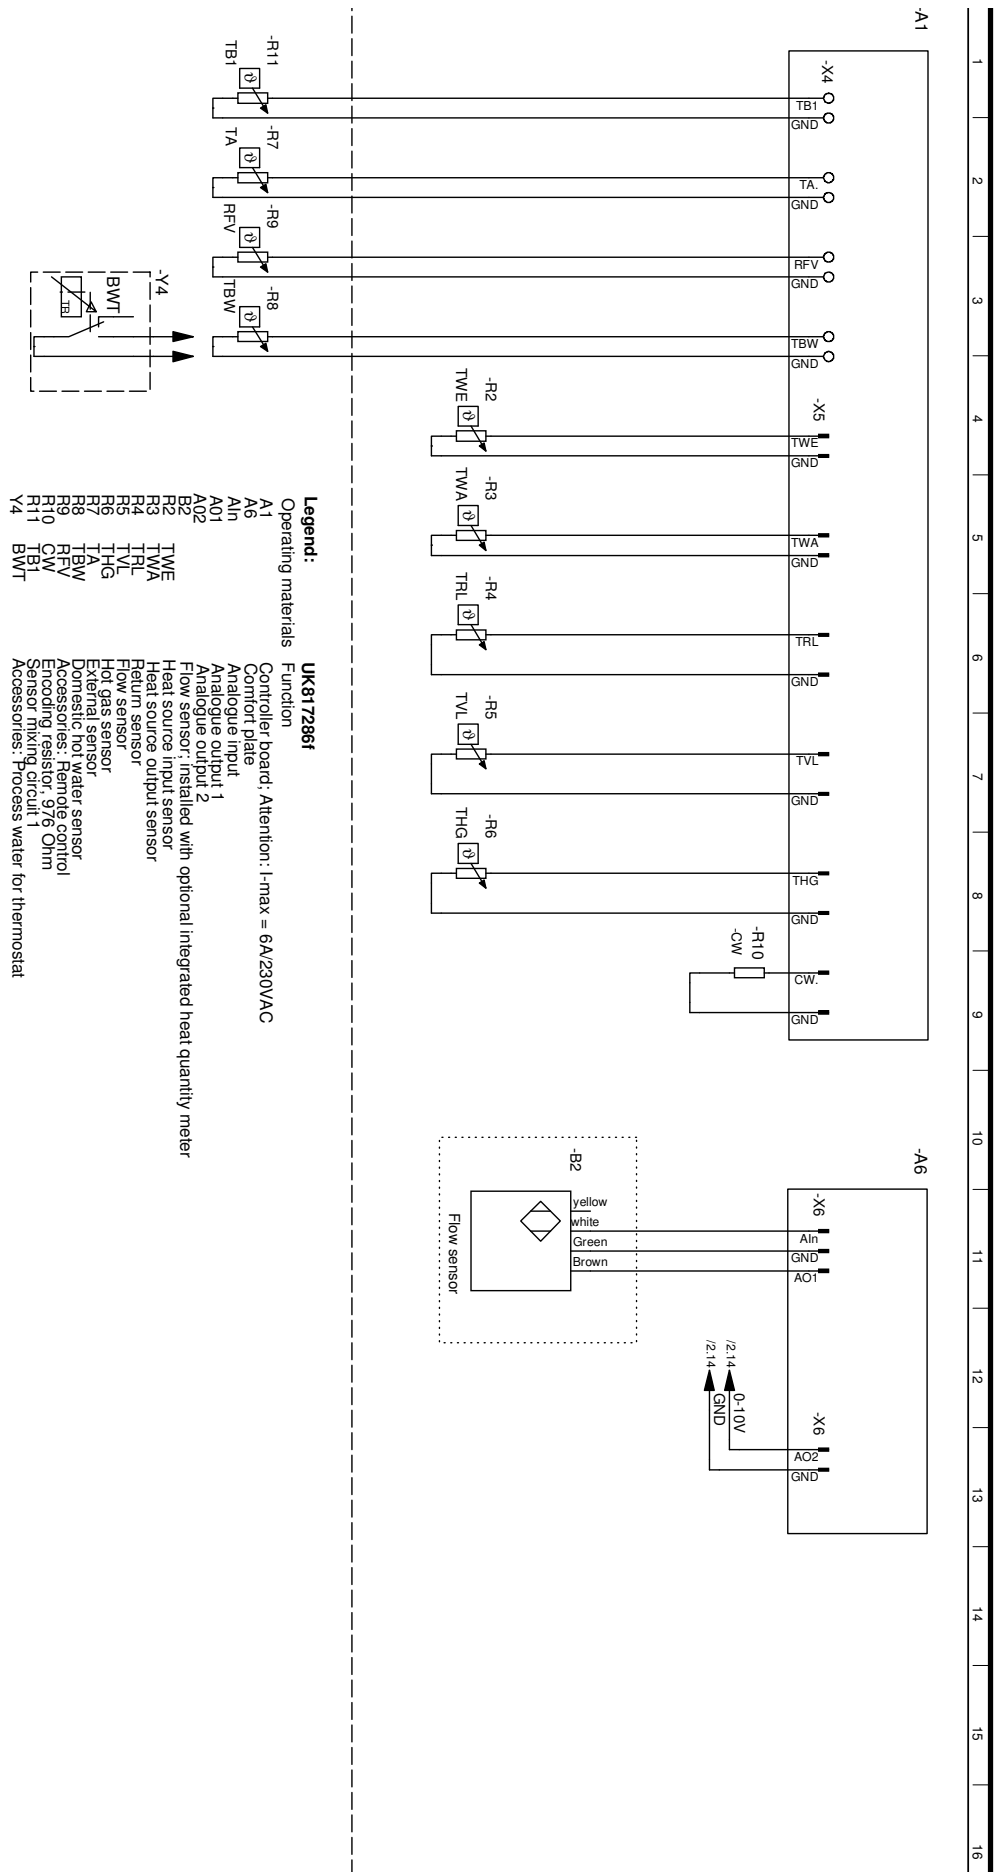 1
2
3
4
5
6
7
8
9
10
11
12
13
14
15
16
-A1
-X4
TB1
GND
TA.
GND
RFV
GND
TBW
GND
-X5
TWE
GND
TWA
GND
TRL
GND
TVL
GND
THG
GND
CW.
GND
-A6
-X6
AIn
GND
AO1
-X6
AO2
GND
-R10
-CW
0-10V
/2.14
GND
/2.14
-B2
yellow
white
Green
Brown
Flow sensor
-R2
TWE
ϑ
-R3
TWA
ϑ
-R4
TRL
ϑ
-R5
TVL
ϑ
-R6
THG
ϑ
-R11
TB1
ϑ
-R7
TA
ϑ
-R9
RFV
ϑ
-R8
TBW
ϑ
-Y4
BWT
TR
Legend: UK817286f
Operating materials Function
A1 Controller board; Attention: I-max = 6A/230VAC
A6 Comfort plate
AIn Analogue input
A01 Analogue output 1
A02 Analogue output 2
B2 Flow sensor; installed with optional integrated heat quantity meter
R2 TWE Heat source input sensor
R3 TWA Heat source output sensor
R4 TRL Return sensor
R5 TVL Flow sensor
R6 THG Hot gas sensor
R7 TA External sensor
R8 TBW Domestic hot water sensor
R9 RFV Accessories: Remote control
R10 CW Encoding resistor, 976 Ohm
R11 TB1 Sensor mixing circuit 1
Y4 BWT Accessories: Process water for thermostat